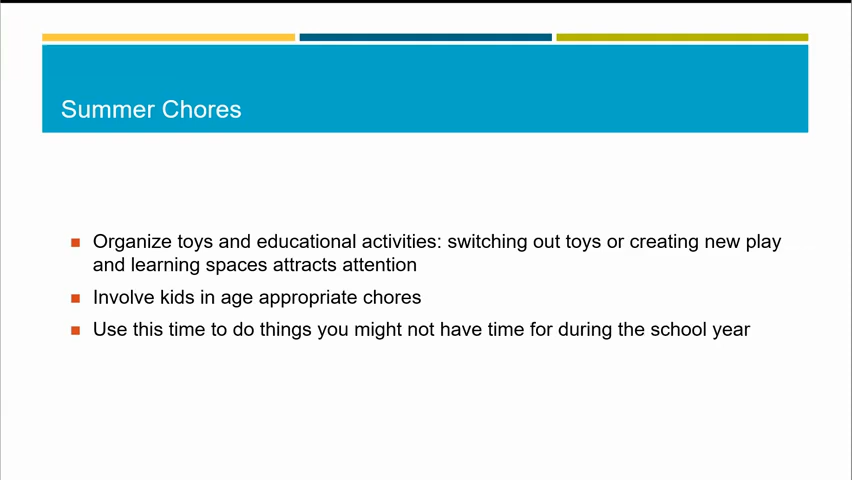 Summer Chores
Organize toys and educational activities: switching out toys or creating new play
and learning spaces attracts attention
Involve kids in age appropriate chores
Use this time to do things you might not have time for during the school year